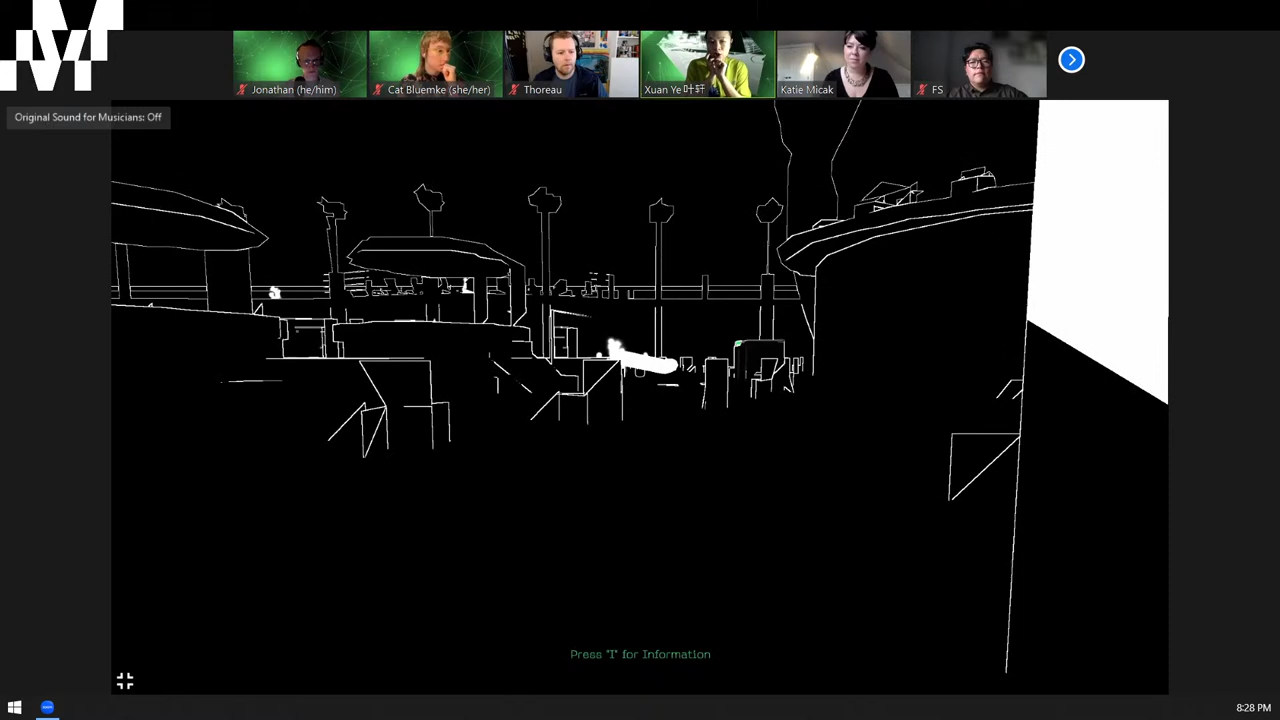 Jonathan (he/him)
Cat Bluemke (she/her)
Thoreau
Xuan Ye 叶轩
Katie Micak
FS
Original Sound for Musicians: Off
Press "I" for Information
8:28 PM